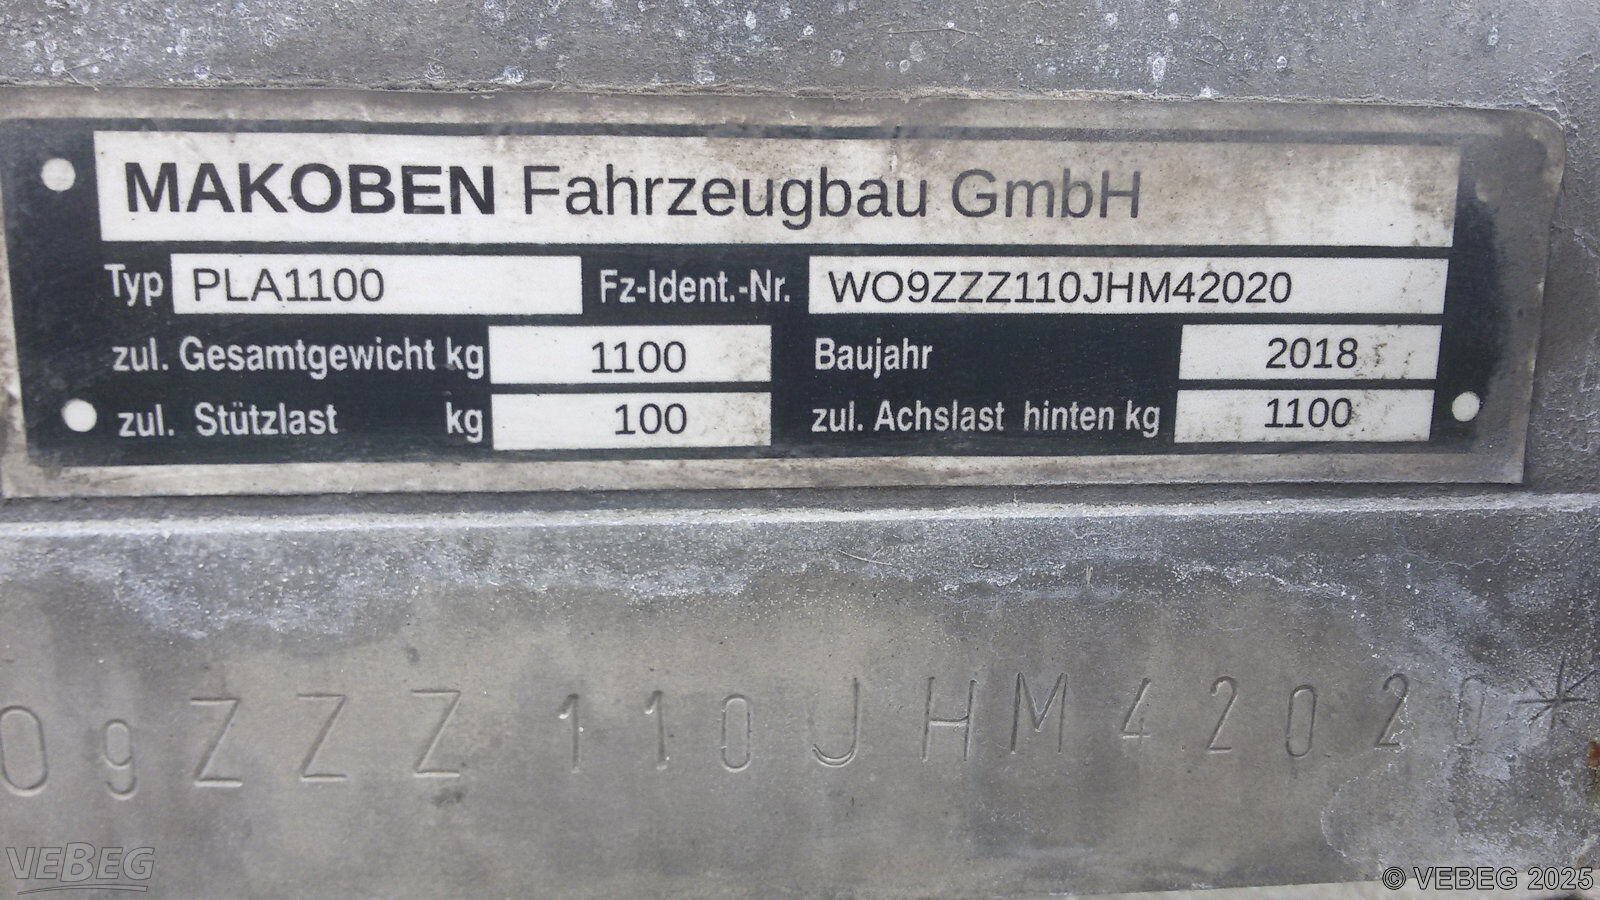 MAKOBEN Fahrzeugbau GmbH
Typ PLA1100 Fz-Ident.-Nr. WO9ZZZ110JHM42020
zul. Gesamtgewicht kg 1100 Baujahr 2018
zul. Stützlast kg 100 zul. Achslast hinten kg 1100
O9ZZZ110JHM42020*
VEBEG
© VEBEG 2025